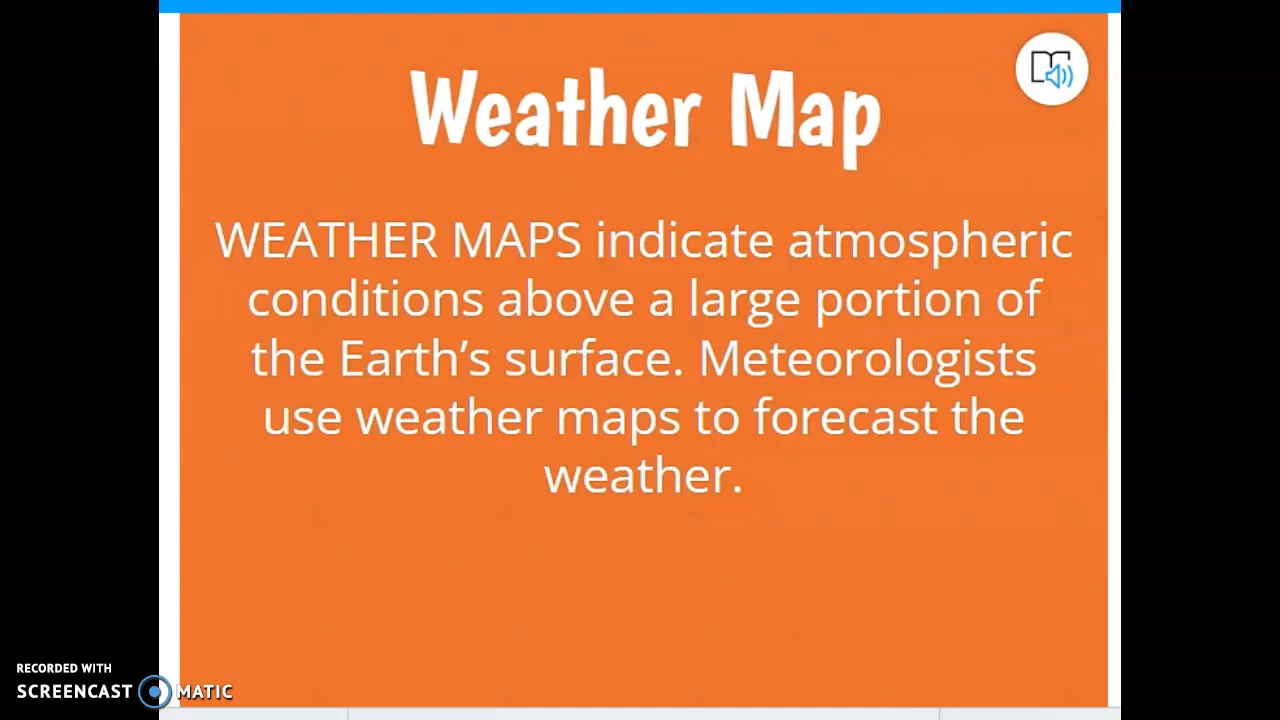 Weather Map
WEATHER MAPS indicate atmospheric
conditions above a large portion of
the Earth’s surface. Meteorologists
use weather maps to forecast the
weather.
RECORDED WITH
SCREENCAST MATIC